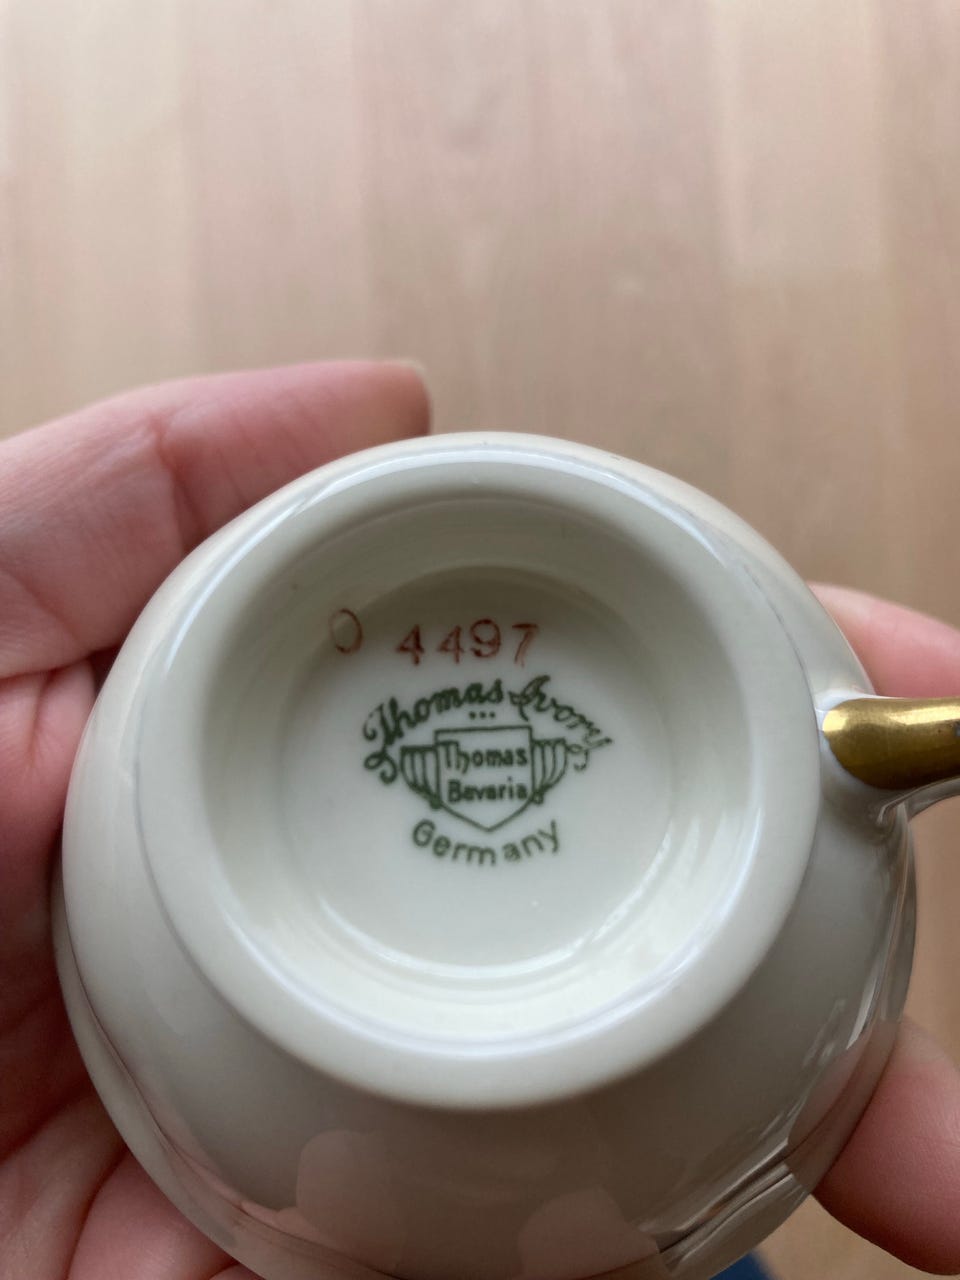 O 4497
Thomas Ivory
Thomas
Bavaria
Germany